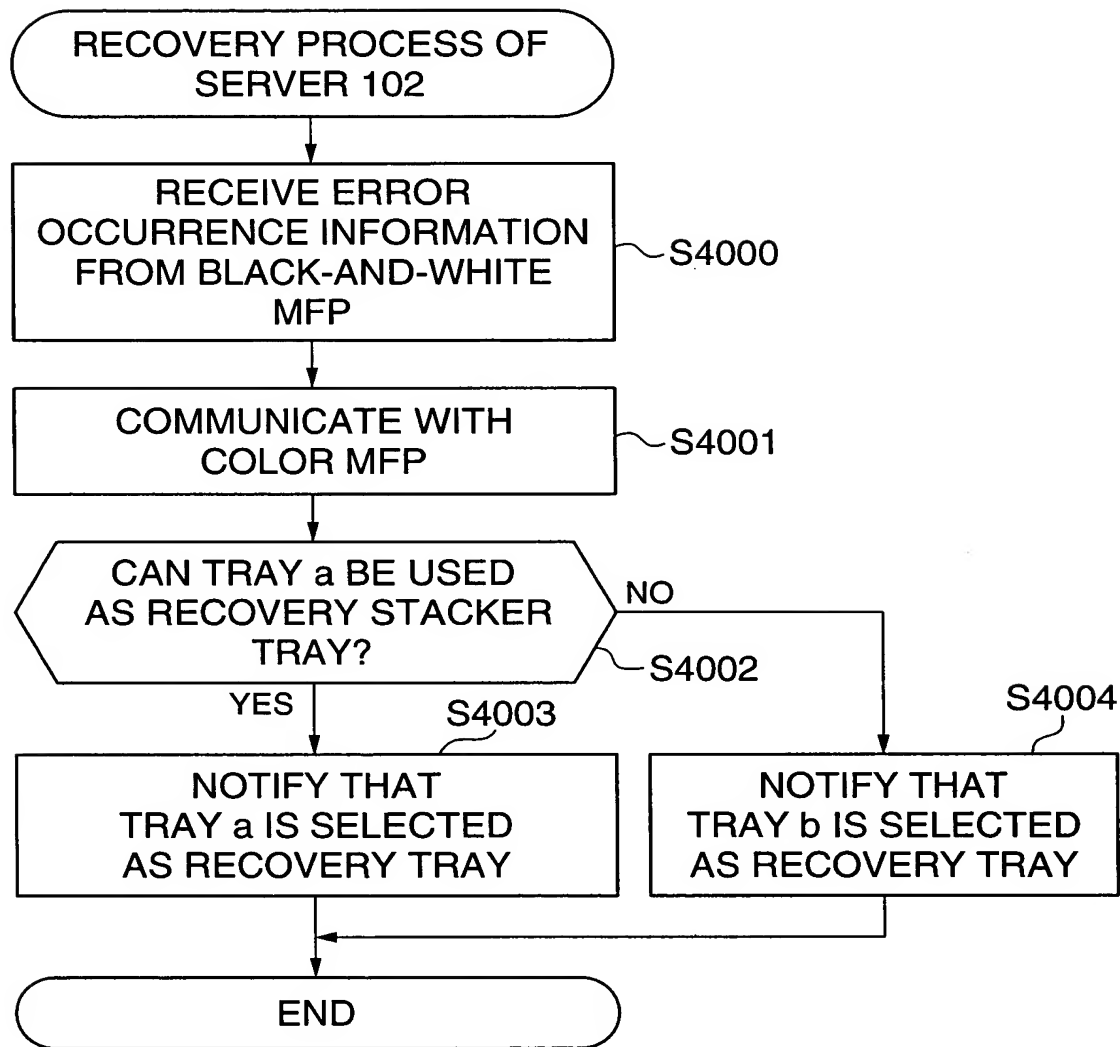 RECOVERY PROCESS OF
SERVER 102
RECEIVE ERROR
OCCURRENCE INFORMATION
FROM BLACK-AND-WHITE
MFP
S4000
COMMUNICATE WITH
COLOR MFP
S4001
CAN TRAY a BE USED
AS RECOVERY STACKER
TRAY?
NO
S4002
YES
S4003
S4004
NOTIFY THAT
TRAY a IS SELECTED
AS RECOVERY TRAY
NOTIFY THAT
TRAY b IS SELECTED
AS RECOVERY TRAY
END